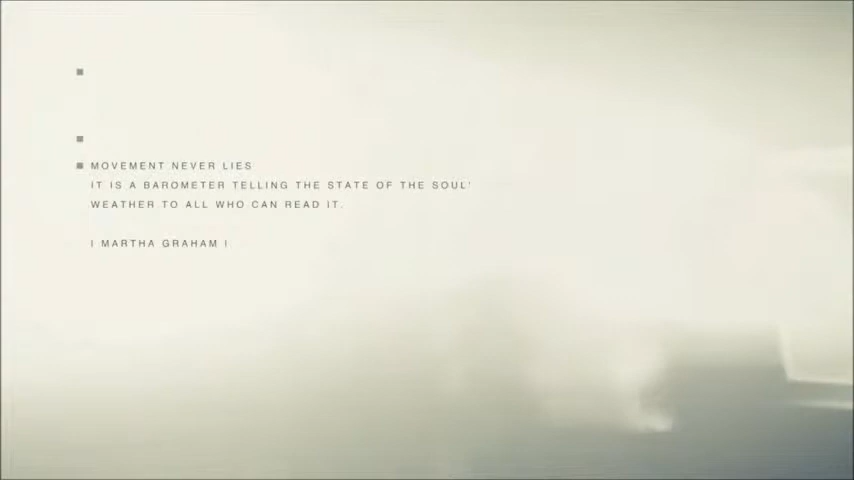 MOVEMENT NEVER LIES
IT IS A BAROMETER TELLING THE STATE OF THE SOUL'
WEATHER TO ALL WHO CAN READ IT.
| MARTHA GRAHAM |